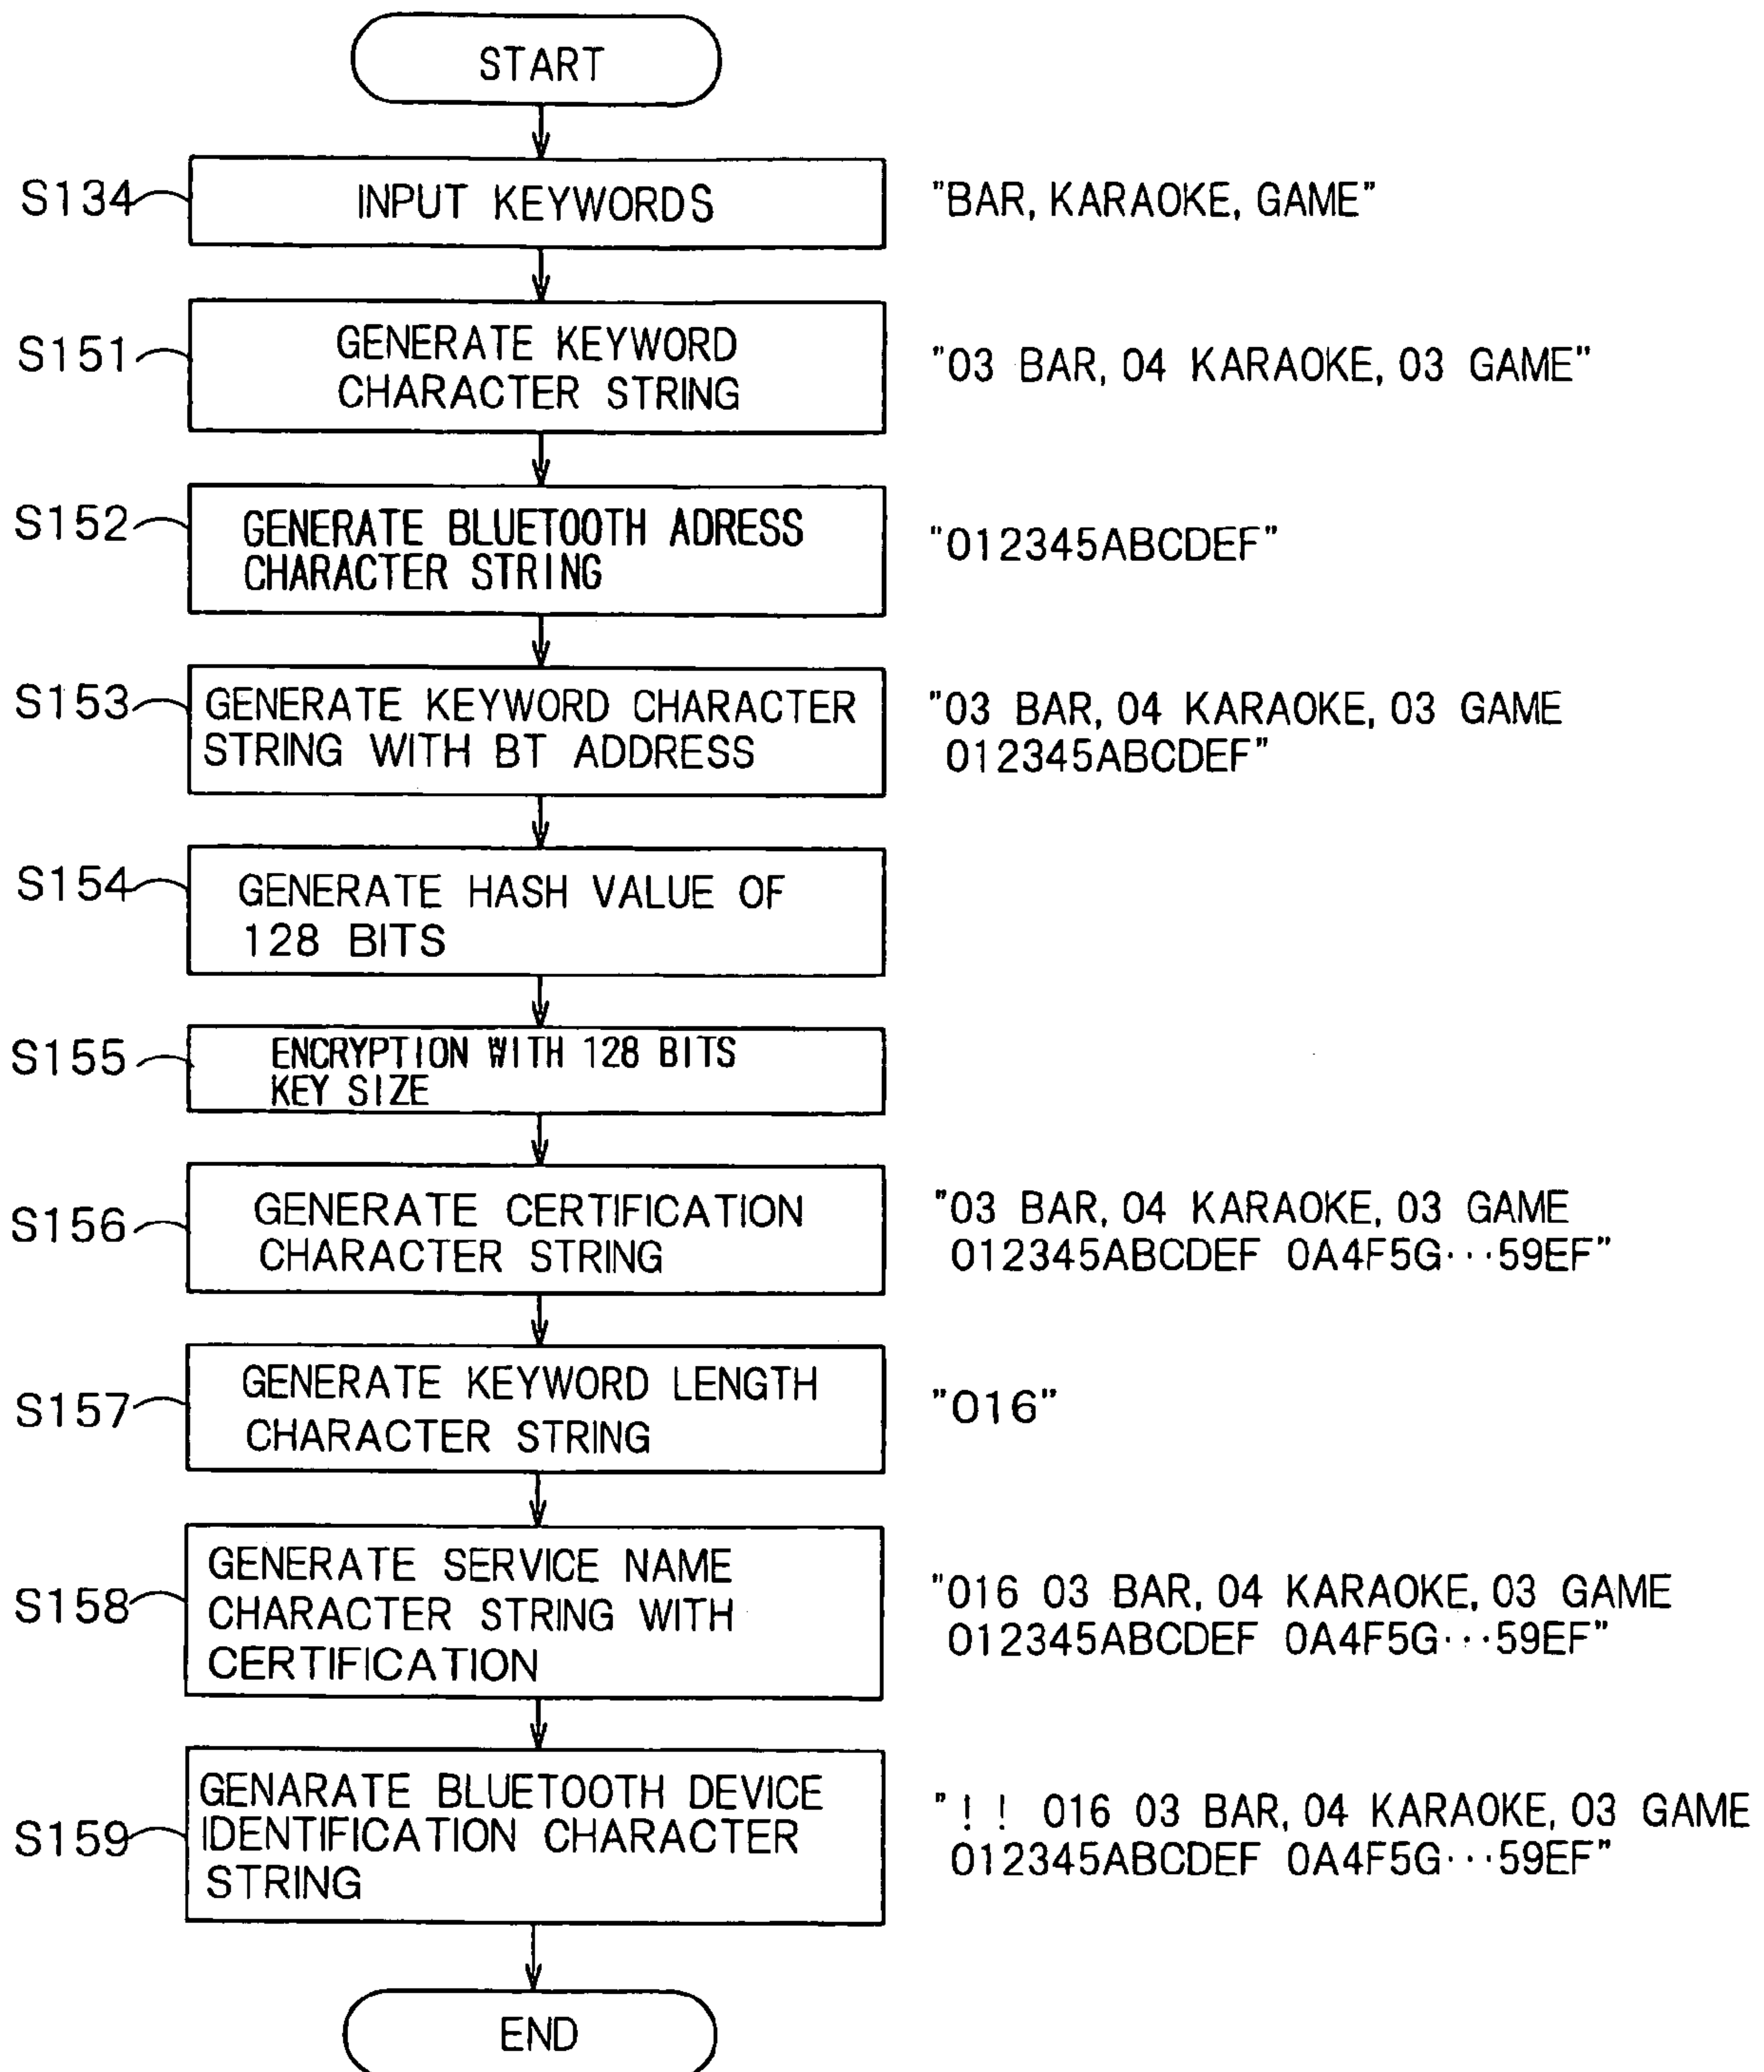 START
S134
INPUT KEYWORDS
"BAR, KARAOKE, GAME"
S151
GENERATE KEYWORD
CHARACTER STRING
"03 BAR, 04 KARAOKE, 03 GAME"
S152
GENERATE BLUETOOTH ADRESS
CHARACTER STRING
"012345ABCDEF"
S153
GENERATE KEYWORD CHARACTER
STRING WITH BT ADDRESS
"03 BAR, 04 KARAOKE, 03 GAME
012345ABCDEF"
S154
GENERATE HASH VALUE OF
128 BITS
S155
ENCRYPTION WITH 128 BITS
KEY SIZE
S156
GENERATE CERTIFICATION
CHARACTER STRING
"03 BAR, 04 KARAOKE, 03 GAME
012345ABCDEF 0A4F5G···59EF"
S157
GENERATE KEYWORD LENGTH
CHARACTER STRING
"016"
S158
GENERATE SERVICE NAME
CHARACTER STRING WITH
CERTIFICATION
"016 03 BAR, 04 KARAOKE, 03 GAME
012345ABCDEF 0A4F5G···59EF"
S159
GENARATE BLUETOOTH DEVICE
IDENTIFICATION CHARACTER
STRING
"! ! 016 03 BAR, 04 KARAOKE, 03 GAME
012345ABCDEF 0A4F5G···59EF"
END